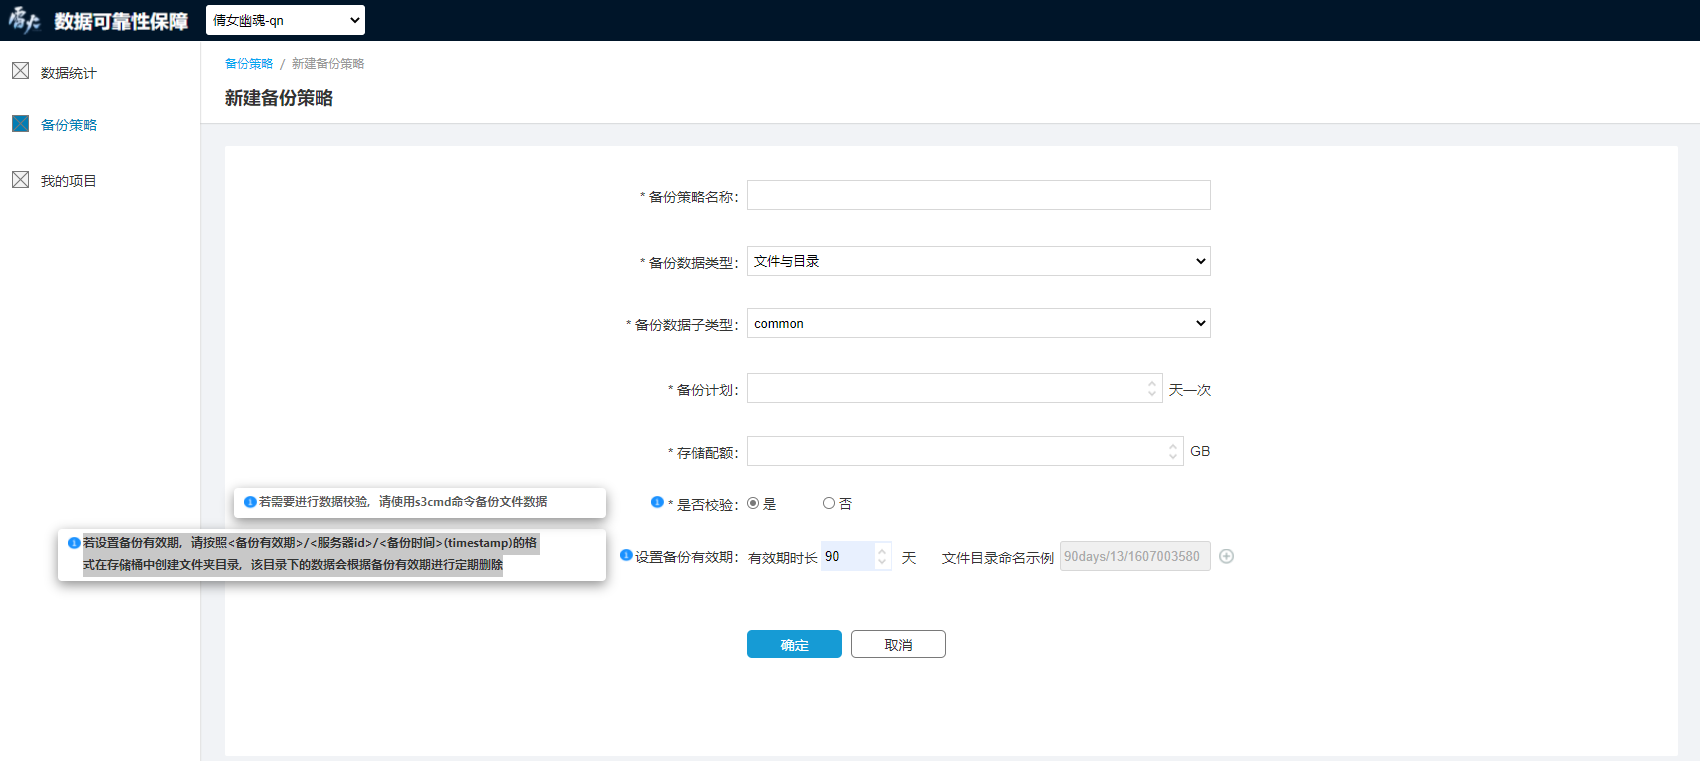 雷火 数据可靠性保障 倩女幽魂-qn
数据统计
备份策略
我的项目
备份策略 / 新建备份策略
新建备份策略
* 备份策略名称：
* 备份数据类型： 文件与目录
* 备份数据子类型： common
* 备份计划： 天一次
* 存储配额： GB
若需要进行数据校验，请使用s3cmd命令备份文件数据
* 是否校验： 是 否
若设置备份有效期，请按照<备份有效期>/<服务器id>/<备份时间>(timestamp)的格
式在存储桶中创建文件夹目录，该目录下的数据会根据备份有效期进行定期删除
设置备份有效期： 有效期时长 90 天 文件目录命名示例 90days/13/1607003580
确定 取消